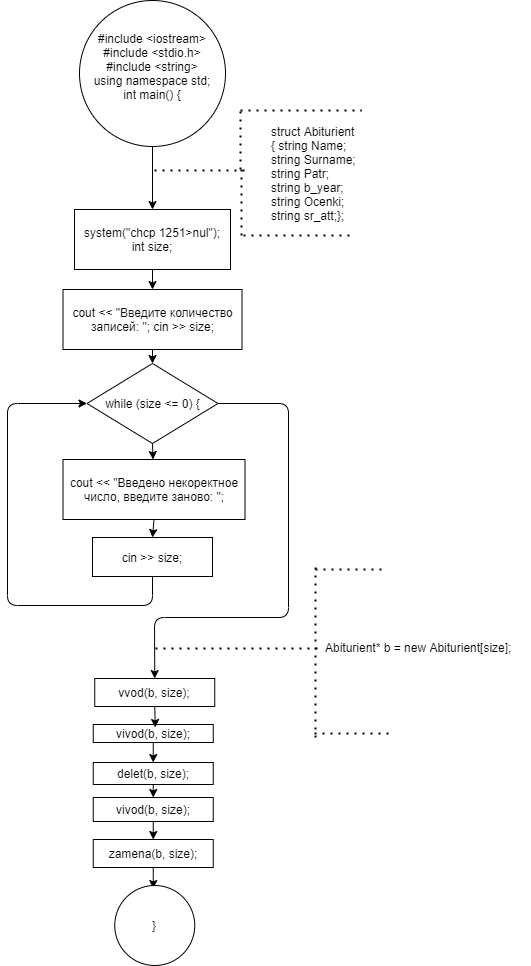 #include <iostream>
#include <stdio.h>
#include <string>
using namespace std;
int main() {
struct Abiturient
{ string Name;
string Surname;
string Patr;
string b_year;
string Ocenki;
string sr_att;};
system("chcp 1251>nul");
int size;
cout << "Введите количество
записей: "; cin >> size;
while (size <= 0) {
cout << "Введено некоректное
число, введите заново: ";
cin >> size;
Abiturient* b = new Abiturient[size];
vvod(b, size);
vivod(b, size);
delet(b, size);
vivod(b, size);
zamena(b, size);
}